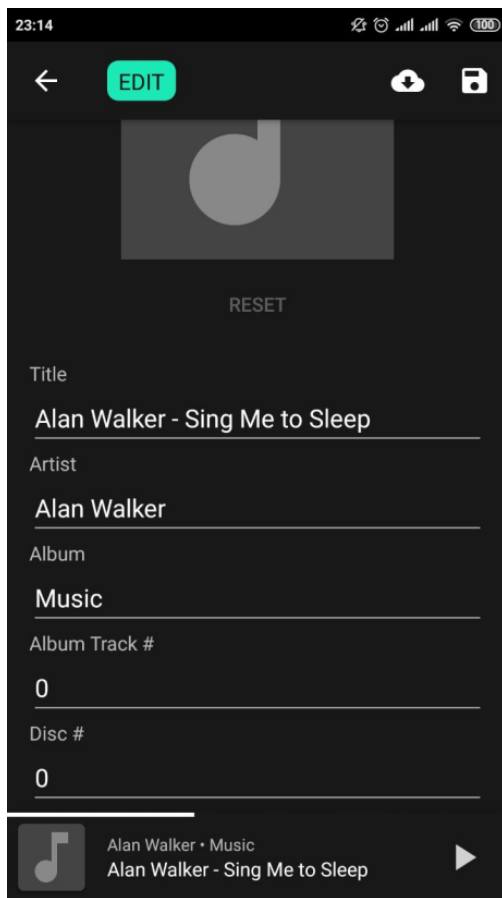 23:14
100
EDIT
RESET
Title
Alan Walker - Sing Me to Sleep
Artist
Alan Walker
Album
Music
Album Track #
0
Disc #
0
Alan Walker • Music
Alan Walker - Sing Me to Sleep